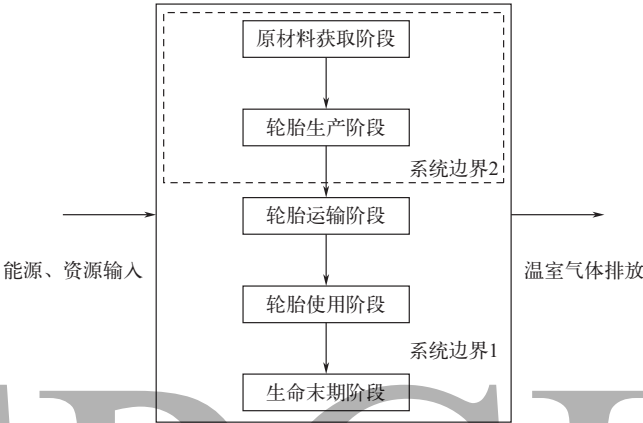 原材料获取阶段
轮胎生产阶段
系统边界2
轮胎运输阶段
能源、资源输入
温室气体排放
轮胎使用阶段
系统边界1
生命末期阶段